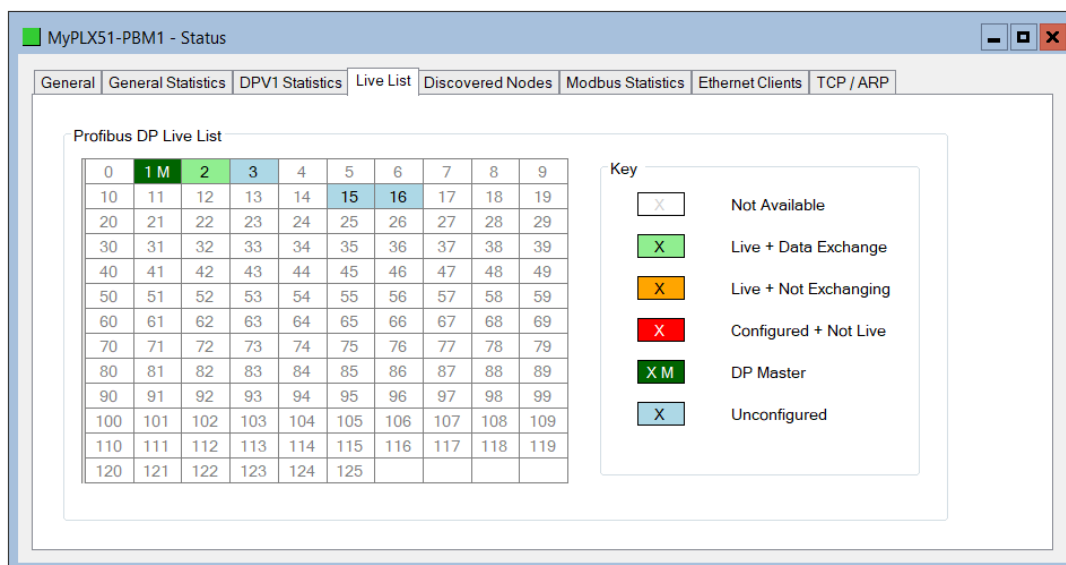 MyPLX51-PBM1 - Status
General General Statistics DPV1 Statistics Live List Discovered Nodes Modbus Statistics Ethernet Clients TCP / ARP
Profibus DP Live List
0 1 M 2 3 4 5 6 7 8 9
10 11 12 13 14 15 16 17 18 19
20 21 22 23 24 25 26 27 28 29
30 31 32 33 34 35 36 37 38 39
40 41 42 43 44 45 46 47 48 49
50 51 52 53 54 55 56 57 58 59
60 61 62 63 64 65 66 67 68 69
70 71 72 73 74 75 76 77 78 79
80 81 82 83 84 85 86 87 88 89
90 91 92 93 94 95 96 97 98 99
100 101 102 103 104 105 106 107 108 109
110 111 112 113 114 115 116 117 118 119
120 121 122 123 124 125
Key
X Not Available
X Live + Data Exchange
X Live + Not Exchanging
X Configured + Not Live
X M DP Master
X Unconfigured